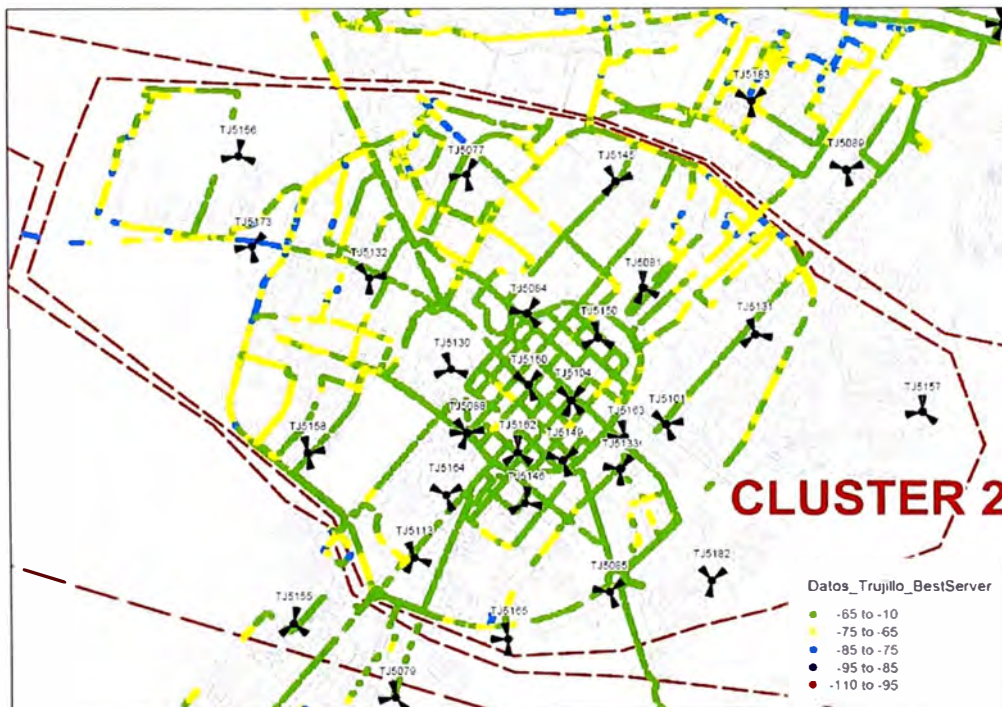 TJ5183
TJ5156
TJ5077
TJ5145
TJ5089
TJ5173
TJ5132
TJ5091
TJ5084
TJ5150
TJ5131
TJ5130
TJ5160
TJ5104
TJ5157
TJ5098
TJ5163
TJ5101
TJ5158
TJ5162
TJ5149
TJ5133
TJ5164
TJ5146
CLUSTER 2
TJ5113
TJ5182
TJ5085
Datos_Trujillo_BestServer
-65 to -10
-75 to -65
-85 to -75
-95 to -85
-110 to -95
TJ5155
TJ5165
TJ5079